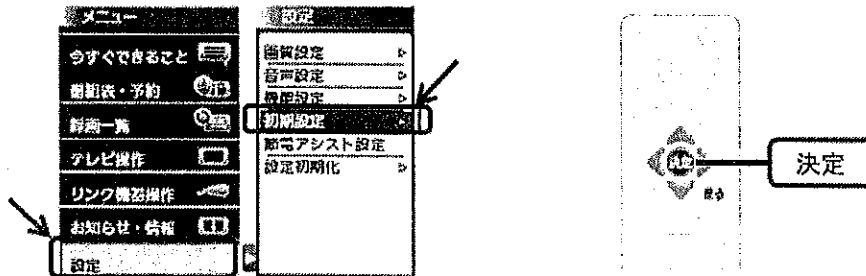 メニュー
今すぐできること
番組表・予約
録画一覧
テレビ操作
リンク機器操作
お知らせ・情報
設定
設定
画質設定
音声設定
機能設定
初期設定
節電アシスト設定
設定初期化
決定
戻る
決定